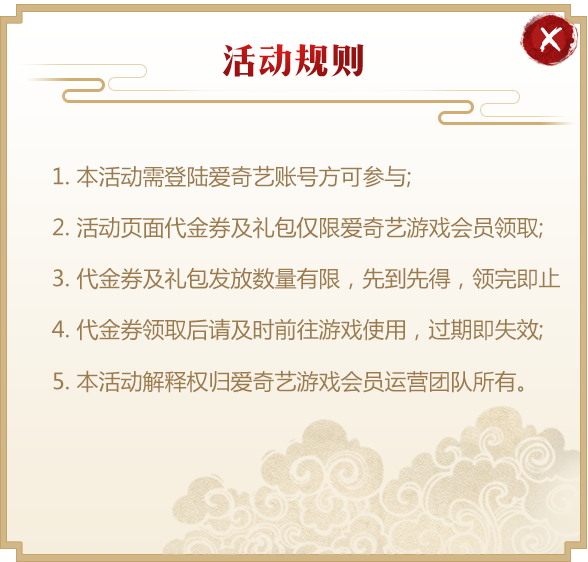 活动规则
1. 本活动需登陆爱奇艺账号方可参与;
2. 活动页面代金券及礼包仅限爱奇艺游戏会员领取;
3. 代金券及礼包发放数量有限，先到先得，领完即止
4. 代金券领取后请及时前往游戏使用，过期即失效;
5. 本活动解释权归爱奇艺游戏会员运营团队所有。